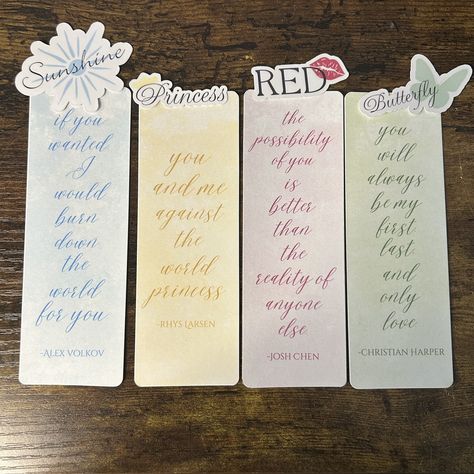 Sunshine
if you
wanted
I
would
burn
down
the
world
for you
-Alex Volkov
Princess
you
and me
against
the
world
princess
-Rhys Larsen
RED
the
possibility
of you
is
better
than
the
reality of
anyone
else
-Josh Chen
Butterfly
you
will
always
be my
first
last
and
only
love
-Christian Harper